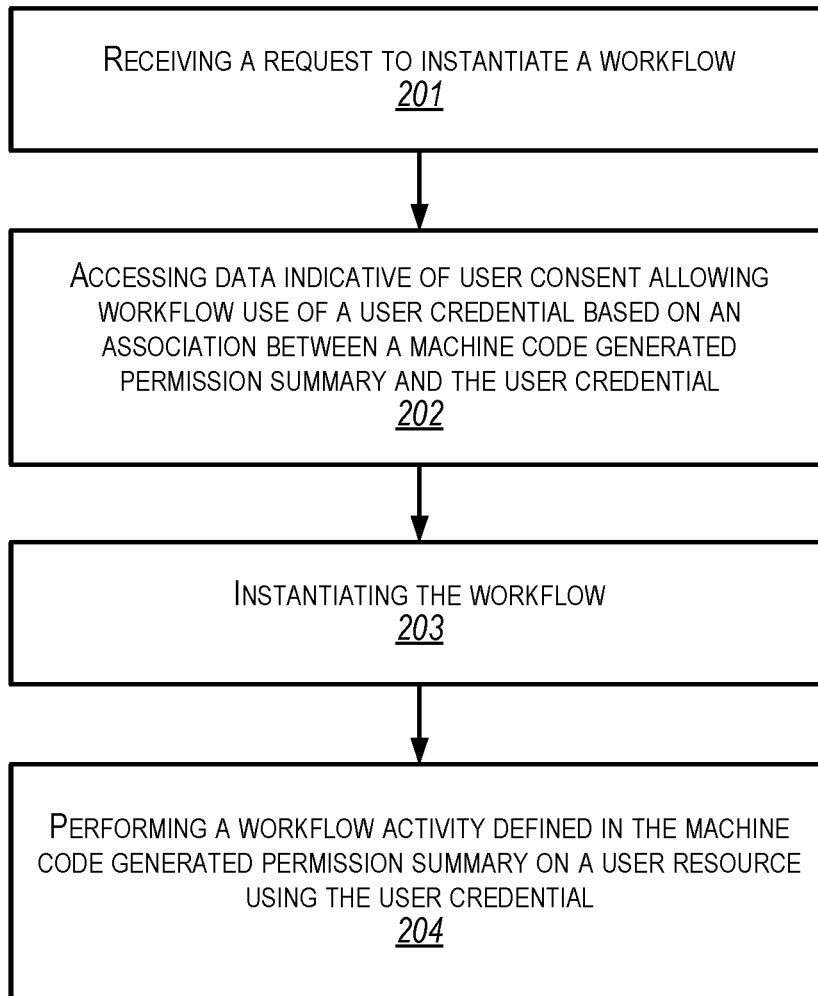 RECEIVING A REQUEST TO INSTANTIATE A WORKFLOW
201
ACCESSING DATA INDICATIVE OF USER CONSENT ALLOWING
WORKFLOW USE OF A USER CREDENTIAL BASED ON AN
ASSOCIATION BETWEEN A MACHINE CODE GENERATED
PERMISSION SUMMARY AND THE USER CREDENTIAL
202
INSTANTIATING THE WORKFLOW
203
PERFORMING A WORKFLOW ACTIVITY DEFINED IN THE MACHINE
CODE GENERATED PERMISSION SUMMARY ON A USER RESOURCE
USING THE USER CREDENTIAL
204